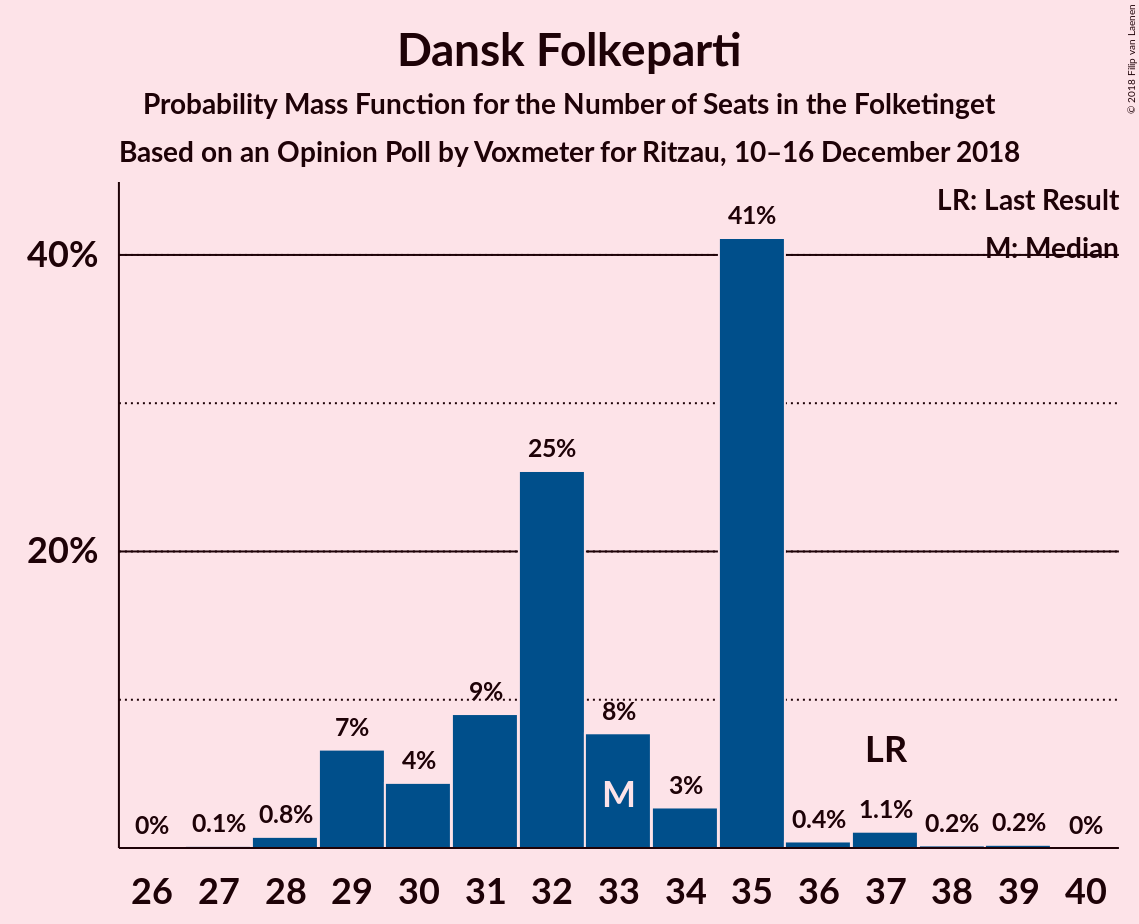 Dansk Folkeparti
Probability Mass Function for the Number of Seats in the Folketinget
Based on an Opinion Poll by Voxmeter for Ritzau, 10–16 December 2018
© 2018 Filip van Laenen
LR: Last Result
M: Median
40%
20%
0%
0.1%
0.8%
7%
4%
9%
25%
8%
3%
41%
0.4%
1.1%
0.2%
0.2%
0%
M
LR
26 27 28 29 30 31 32 33 34 35 36 37 38 39 40